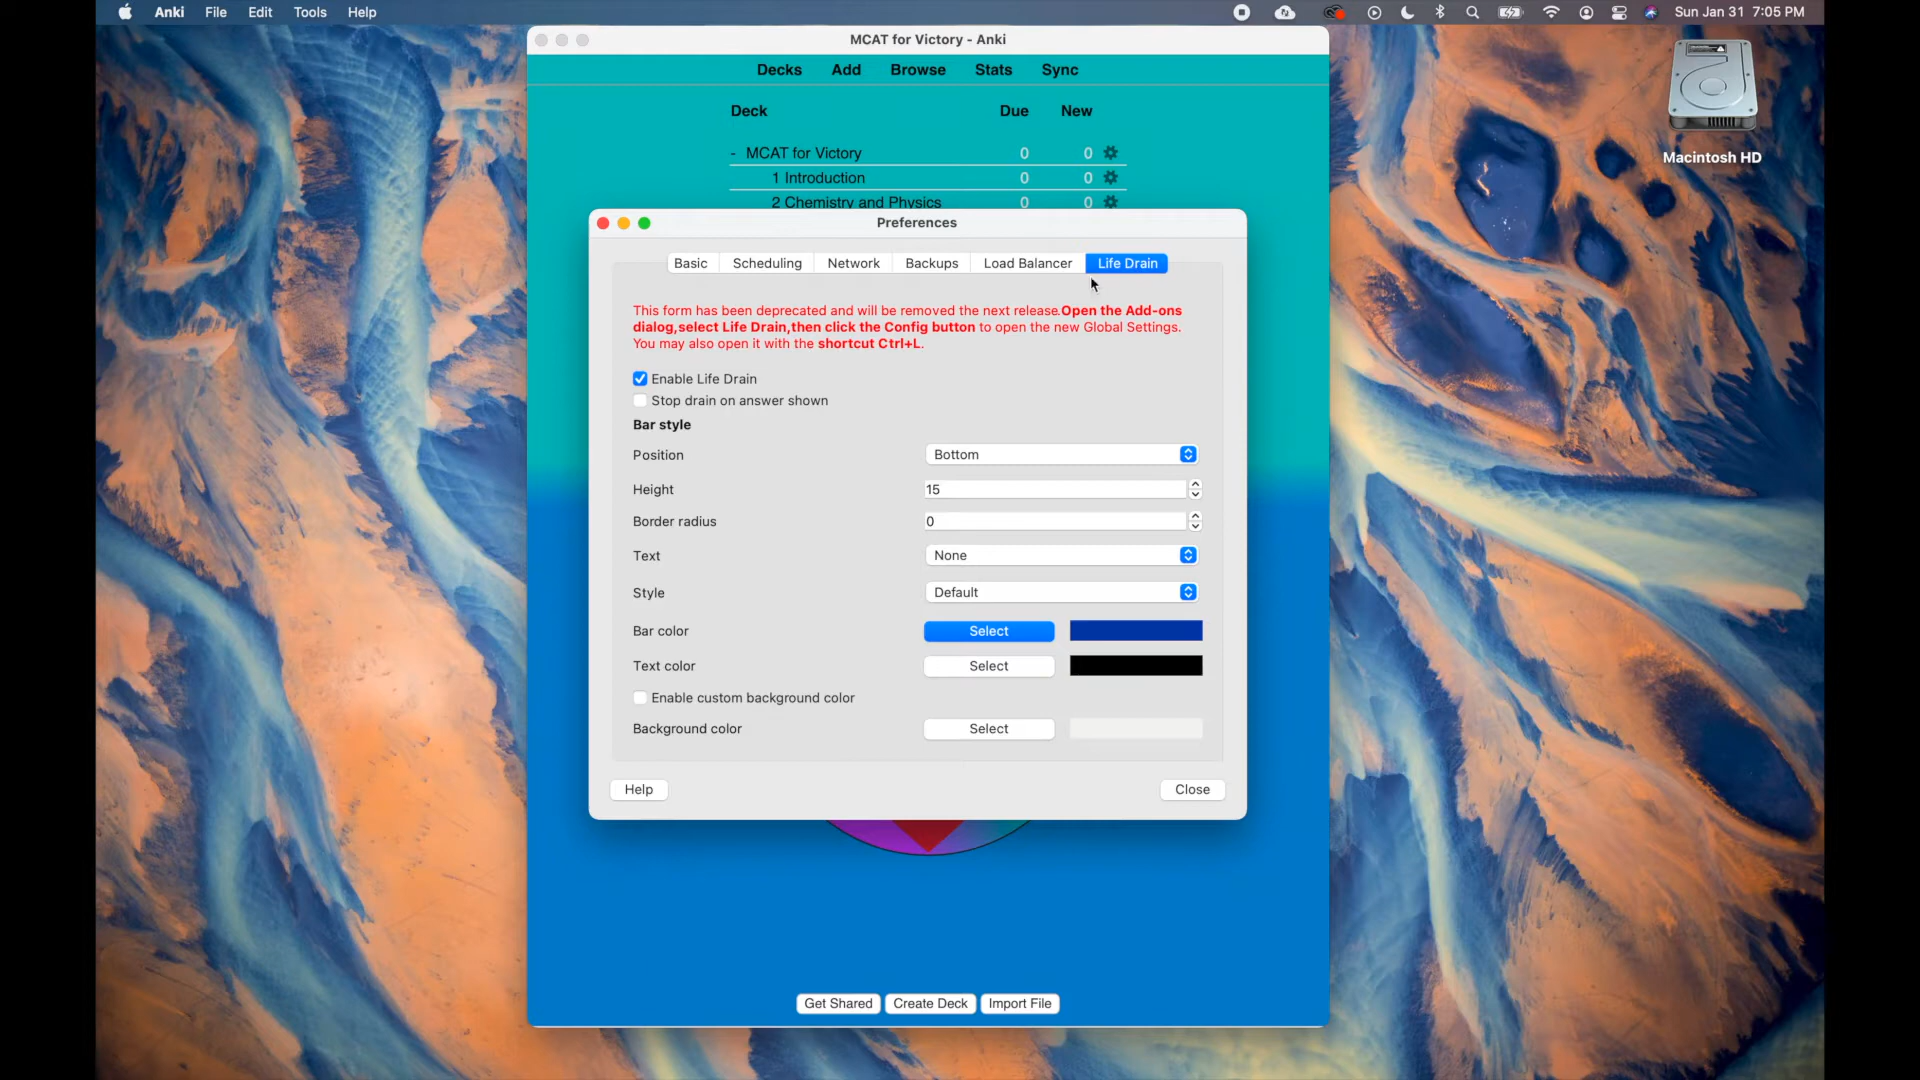 Anki File Edit Tools Help Sun Jan 31 7:05 PM
MCAT for Victory - Anki
Macintosh HD
Decks Add Browse Stats Sync
Deck Due New
- MCAT for Victory 0 0
1 Introduction 0 0
2 Chemistry and Physics 0 0
Preferences
Basic Scheduling Network Backups Load Balancer Life Drain
This form has been deprecated and will be removed the next release.Open the Add-ons
dialog,select Life Drain,then click the Config button to open the new Global Settings.
You may also open it with the shortcut Ctrl+L.
Enable Life Drain
Stop drain on answer shown
Bar style
Position Bottom
Height 15
Border radius 0
Text None
Style Default
Bar color Select
Text color Select
Enable custom background color
Background color Select
Help Close
Get Shared Create Deck Import File